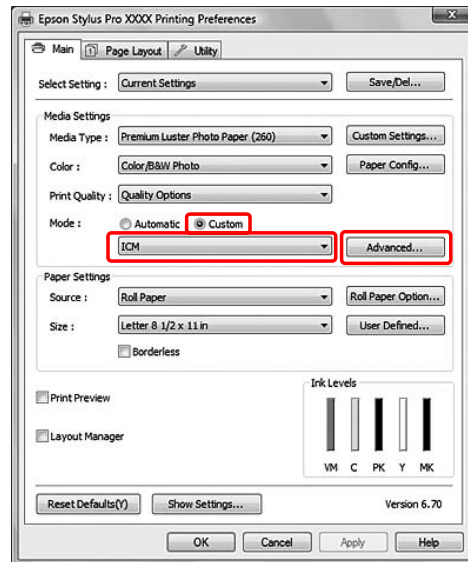 Epson Stylus Pro XXXX Printing Preferences
Main Page Layout Utility
Select Setting : Current Settings Save/Del...
Media Settings
Media Type : Premium Luster Photo Paper (260) Custom Settings...
Color : Color/B&W Photo Paper Config...
Print Quality : Quality Options
Mode : Automatic Custom
ICM Advanced...
Paper Settings
Source : Roll Paper Roll Paper Option...
Size : Letter 8 1/2 x 11 in User Defined...
Borderless
Ink Levels
Print Preview
Layout Manager
VM C PK Y MK
Reset Defaults(Y) Show Settings... Version 6.70
OK Cancel Apply Help